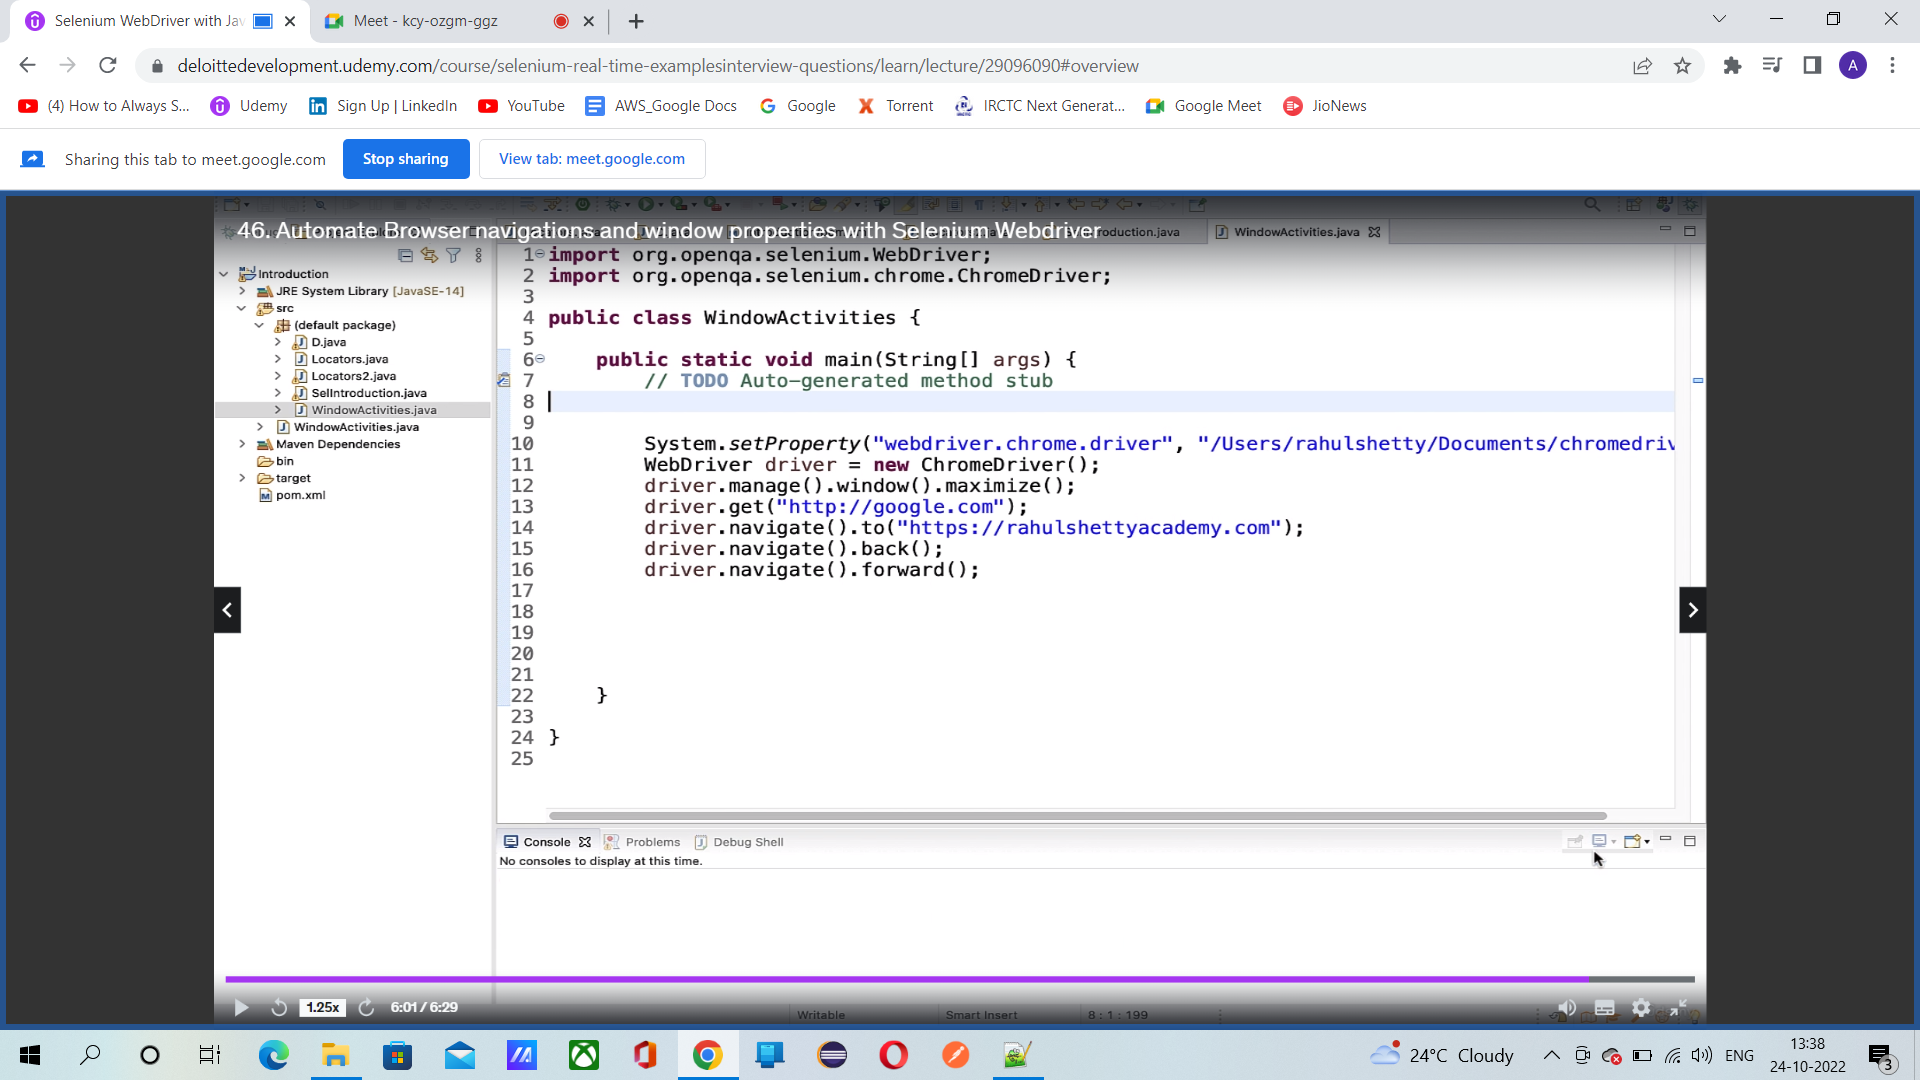 Selenium WebDriver with Jav
Meet - kcy-ozgm-ggz
deloittedevelopment.udemy.com/course/selenium-real-time-examplesinterview-questions/learn/lecture/29096090#overview
A
(4) How to Always S...
Udemy
Sign Up | LinkedIn
YouTube
AWS_Google Docs
Google
Torrent
IRCTC Next Generat...
Google Meet
JioNews
Sharing this tab to meet.google.com
Stop sharing
View tab: meet.google.com
46. Automate Browser navigations and window properties with Selenium Webdriver
WindowActivities.java
Introduction
JRE System Library [JavaSE-14]
src
(default package)
D.java
Locators.java
Locators2.java
SelIntroduction.java
WindowActivities.java
WindowActivities.java
Maven Dependencies
bin
target
pom.xml
1 import org.openqa.selenium.WebDriver;
2 import org.openqa.selenium.chrome.ChromeDriver;
3
4 public class WindowActivities {
5
6 public static void main(String[] args) {
7 // TODO Auto-generated method stub
8
9
10 System.setProperty("webdriver.chrome.driver", "/Users/rahulshetty/Documents/chromedriv
11 WebDriver driver = new ChromeDriver();
12 driver.manage().window().maximize();
13 driver.get("http://google.com");
14 driver.navigate().to("https://rahulshettyacademy.com");
15 driver.navigate().back();
16 driver.navigate().forward();
17
18
19
20
21
22 }
23
24 }
25
Console
Problems
Debug Shell
No consoles to display at this time.
1.25x
6:01 / 6:29
Writable
Smart Insert
8 : 1 : 199
24°C Cloudy
ENG
13:38
24-10-2022
3